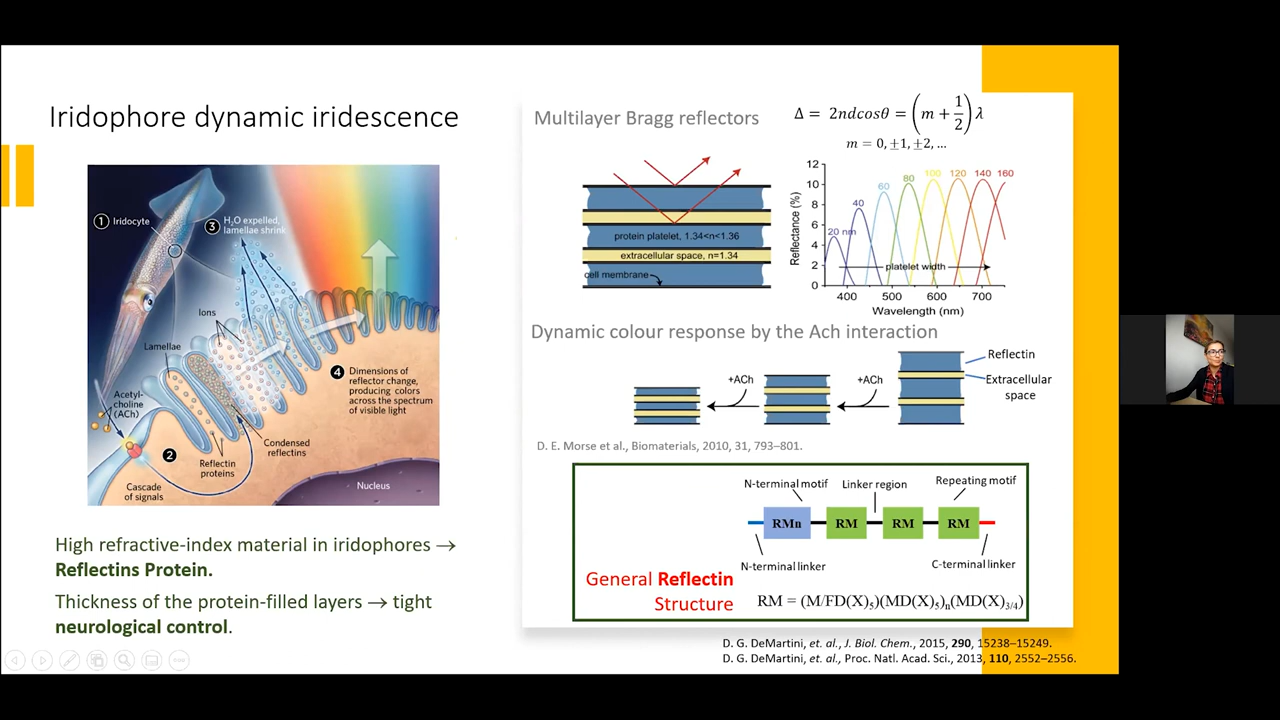 Iridophore dynamic iridescence
1 Iridocyte
3 H₂O expelled,
lamellae shrink
Ions
Lamellae
Acetyl-
choline
(ACh)
4 Dimensions of
reflector change,
producing colors
across the spectrum
of visible light
2
Condensed
reflectins
Reflectin
proteins
Cascade
of signals
Nucleus
High refractive-index material in iridophores →
Reflectins Protein.
Thickness of the protein-filled layers → tight
neurological control.
Multilayer Bragg reflectors
Δ = 2ndcosθ = (m + 1/2) λ
m = 0, ±1, ±2, ...
protein platelet, 1.34<n<1.36
extracellular space, n=1.34
cell membrane
Reflectance (%)
12
10
8
6
4
2
0
20 nm 40 60 80 100 120 140 160
platelet width
400 500 600 700
Wavelength (nm)
Dynamic colour response by the Ach interaction
+ACh +ACh
Reflectin
Extracellular
space
D. E. Morse et al., Biomaterials, 2010, 31, 793–801.
N-terminal motif Linker region Repeating motif
RMn RM RM RM
N-terminal linker C-terminal linker
General Reflectin
Structure
RM = (M/FD(X)₅)(MD(X)₅)ₙ(MD(X)₃/₄)
D. G. DeMartini, et. al., J. Biol. Chem., 2015, 290, 15238–15249.
D. G. DeMartini, et. al., Proc. Natl. Acad. Sci., 2013, 110, 2552–2556.